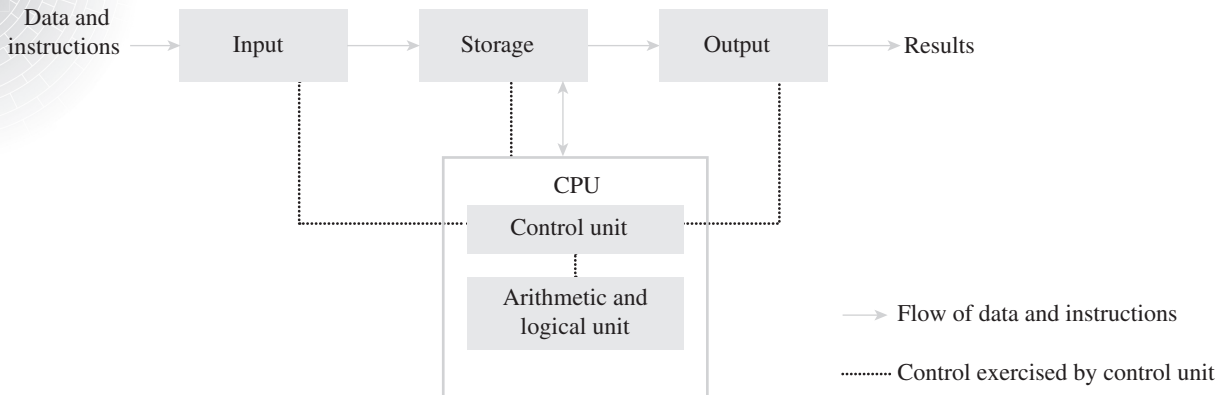 Data and
instructions
Input
Storage
Output
Results
CPU
Control unit
Arithmetic and
logical unit
Flow of data and instructions
Control exercised by control unit